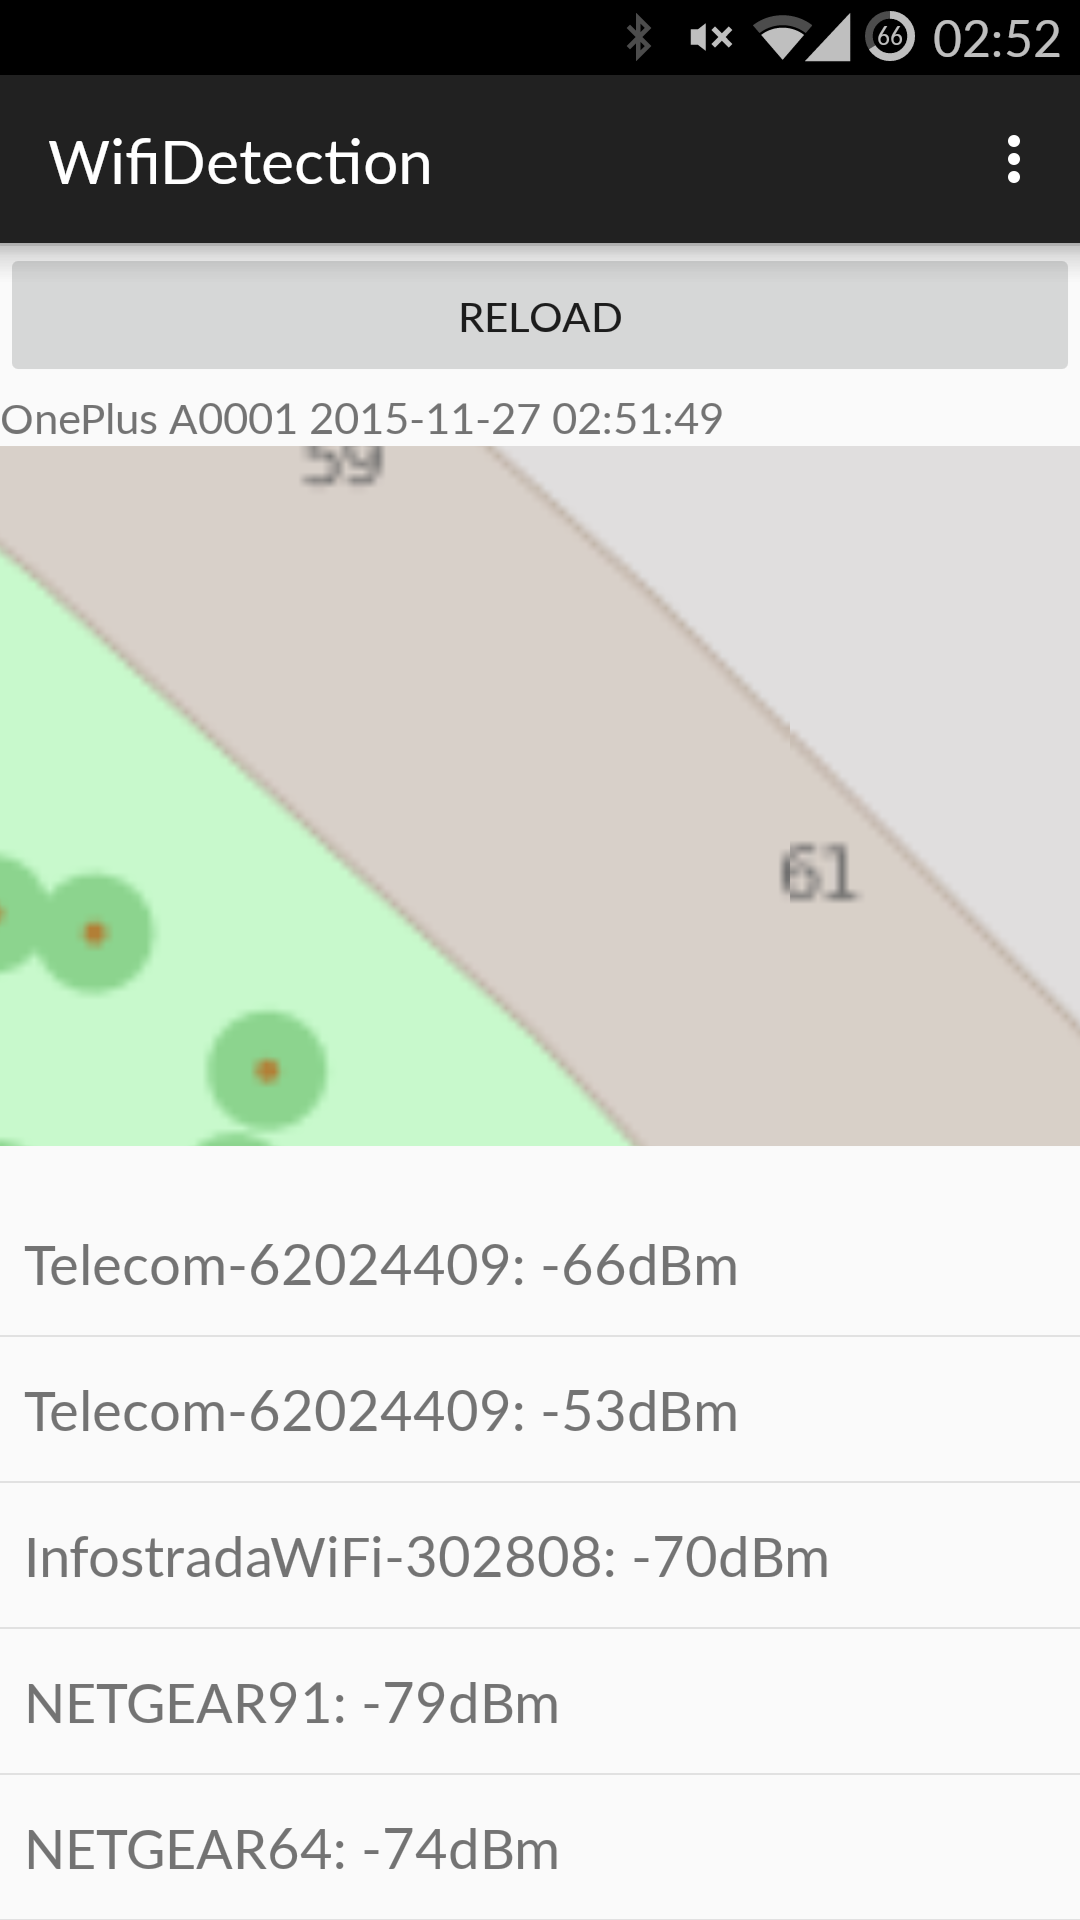 66 02:52
WifiDetection
RELOAD
OnePlus A0001 2015-11-27 02:51:49
59
61
Telecom-62024409: -66dBm
Telecom-62024409: -53dBm
InfostradaWiFi-302808: -70dBm
NETGEAR91: -79dBm
NETGEAR64: -74dBm